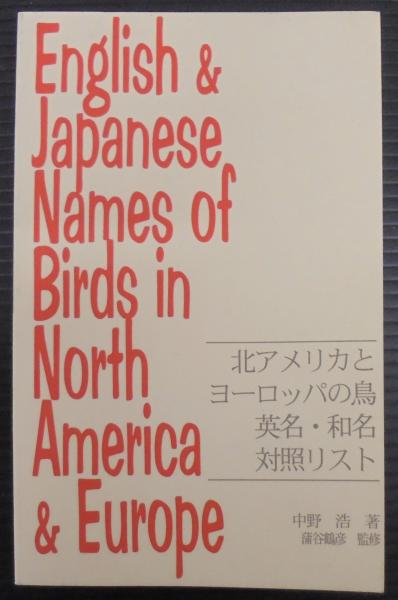 English &
Japanese
Names of
Birds in
North
America
& Europe
北アメリカと
ヨーロッパの鳥
英名・和名
対照リスト
中野 浩 著
蒲谷鶴彦 監修